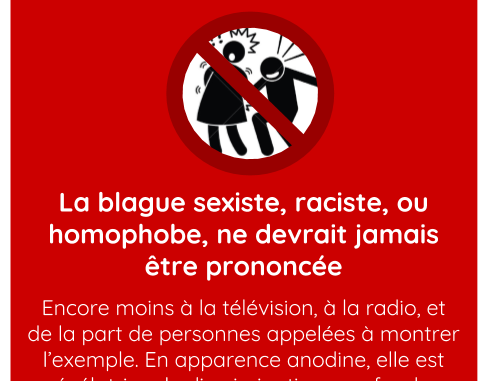 La blague sexiste, raciste, ou
homophobe, ne devrait jamais
être prononcée
Encore moins à la télévision, à la radio, et
de la part de personnes appelées à montrer
l’exemple. En apparence anodine, elle est